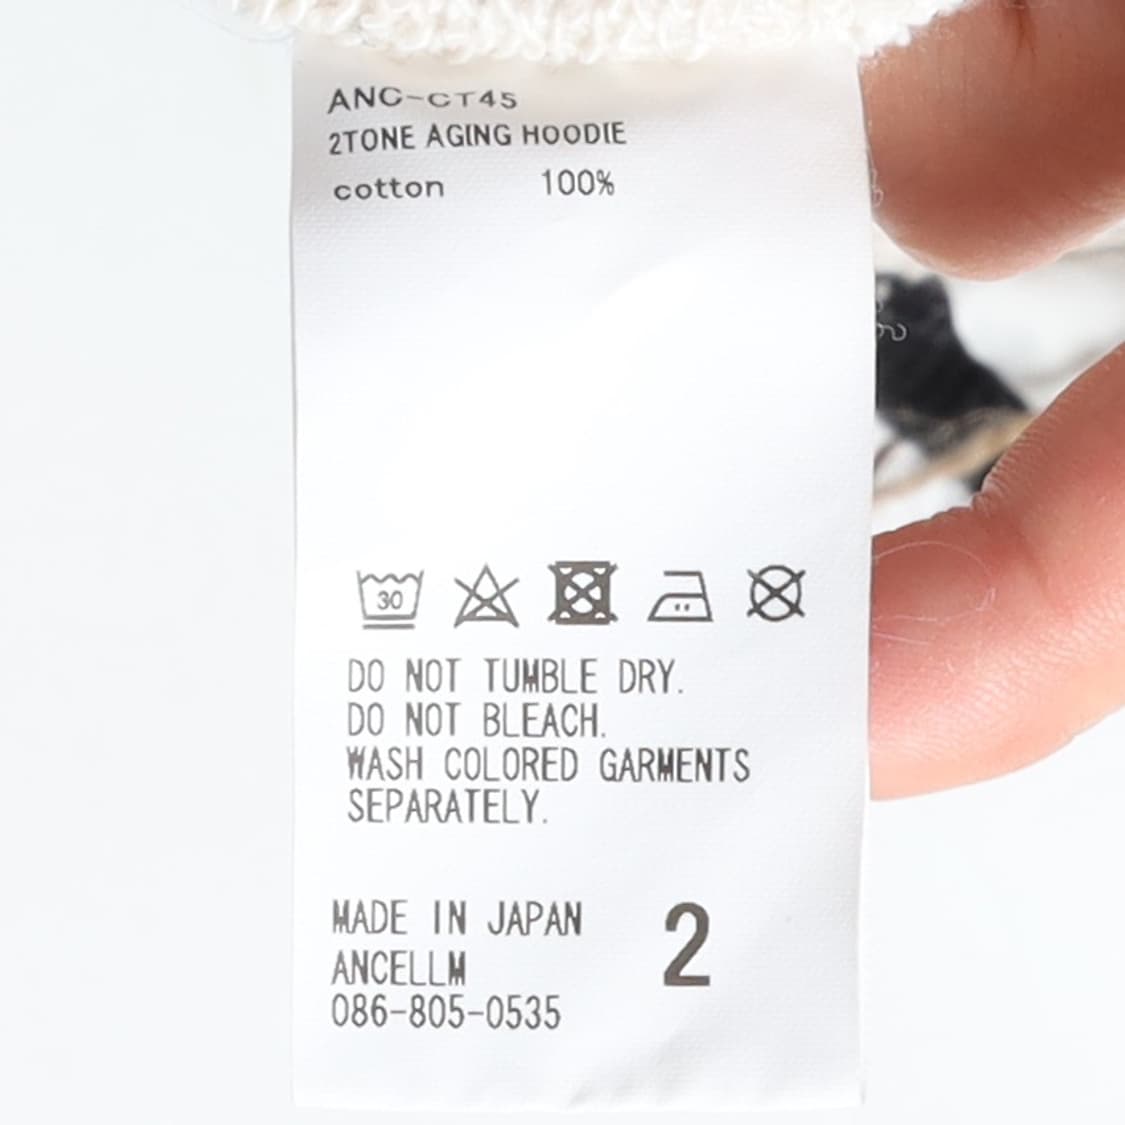 ANC-CT45
2TONE AGING HOODIE
cotton 100%
30
DO NOT TUMBLE DRY.
DO NOT BLEACH.
WASH COLORED GARMENTS
SEPARATELY.
MADE IN JAPAN 2
ANCELLM
086-805-0535